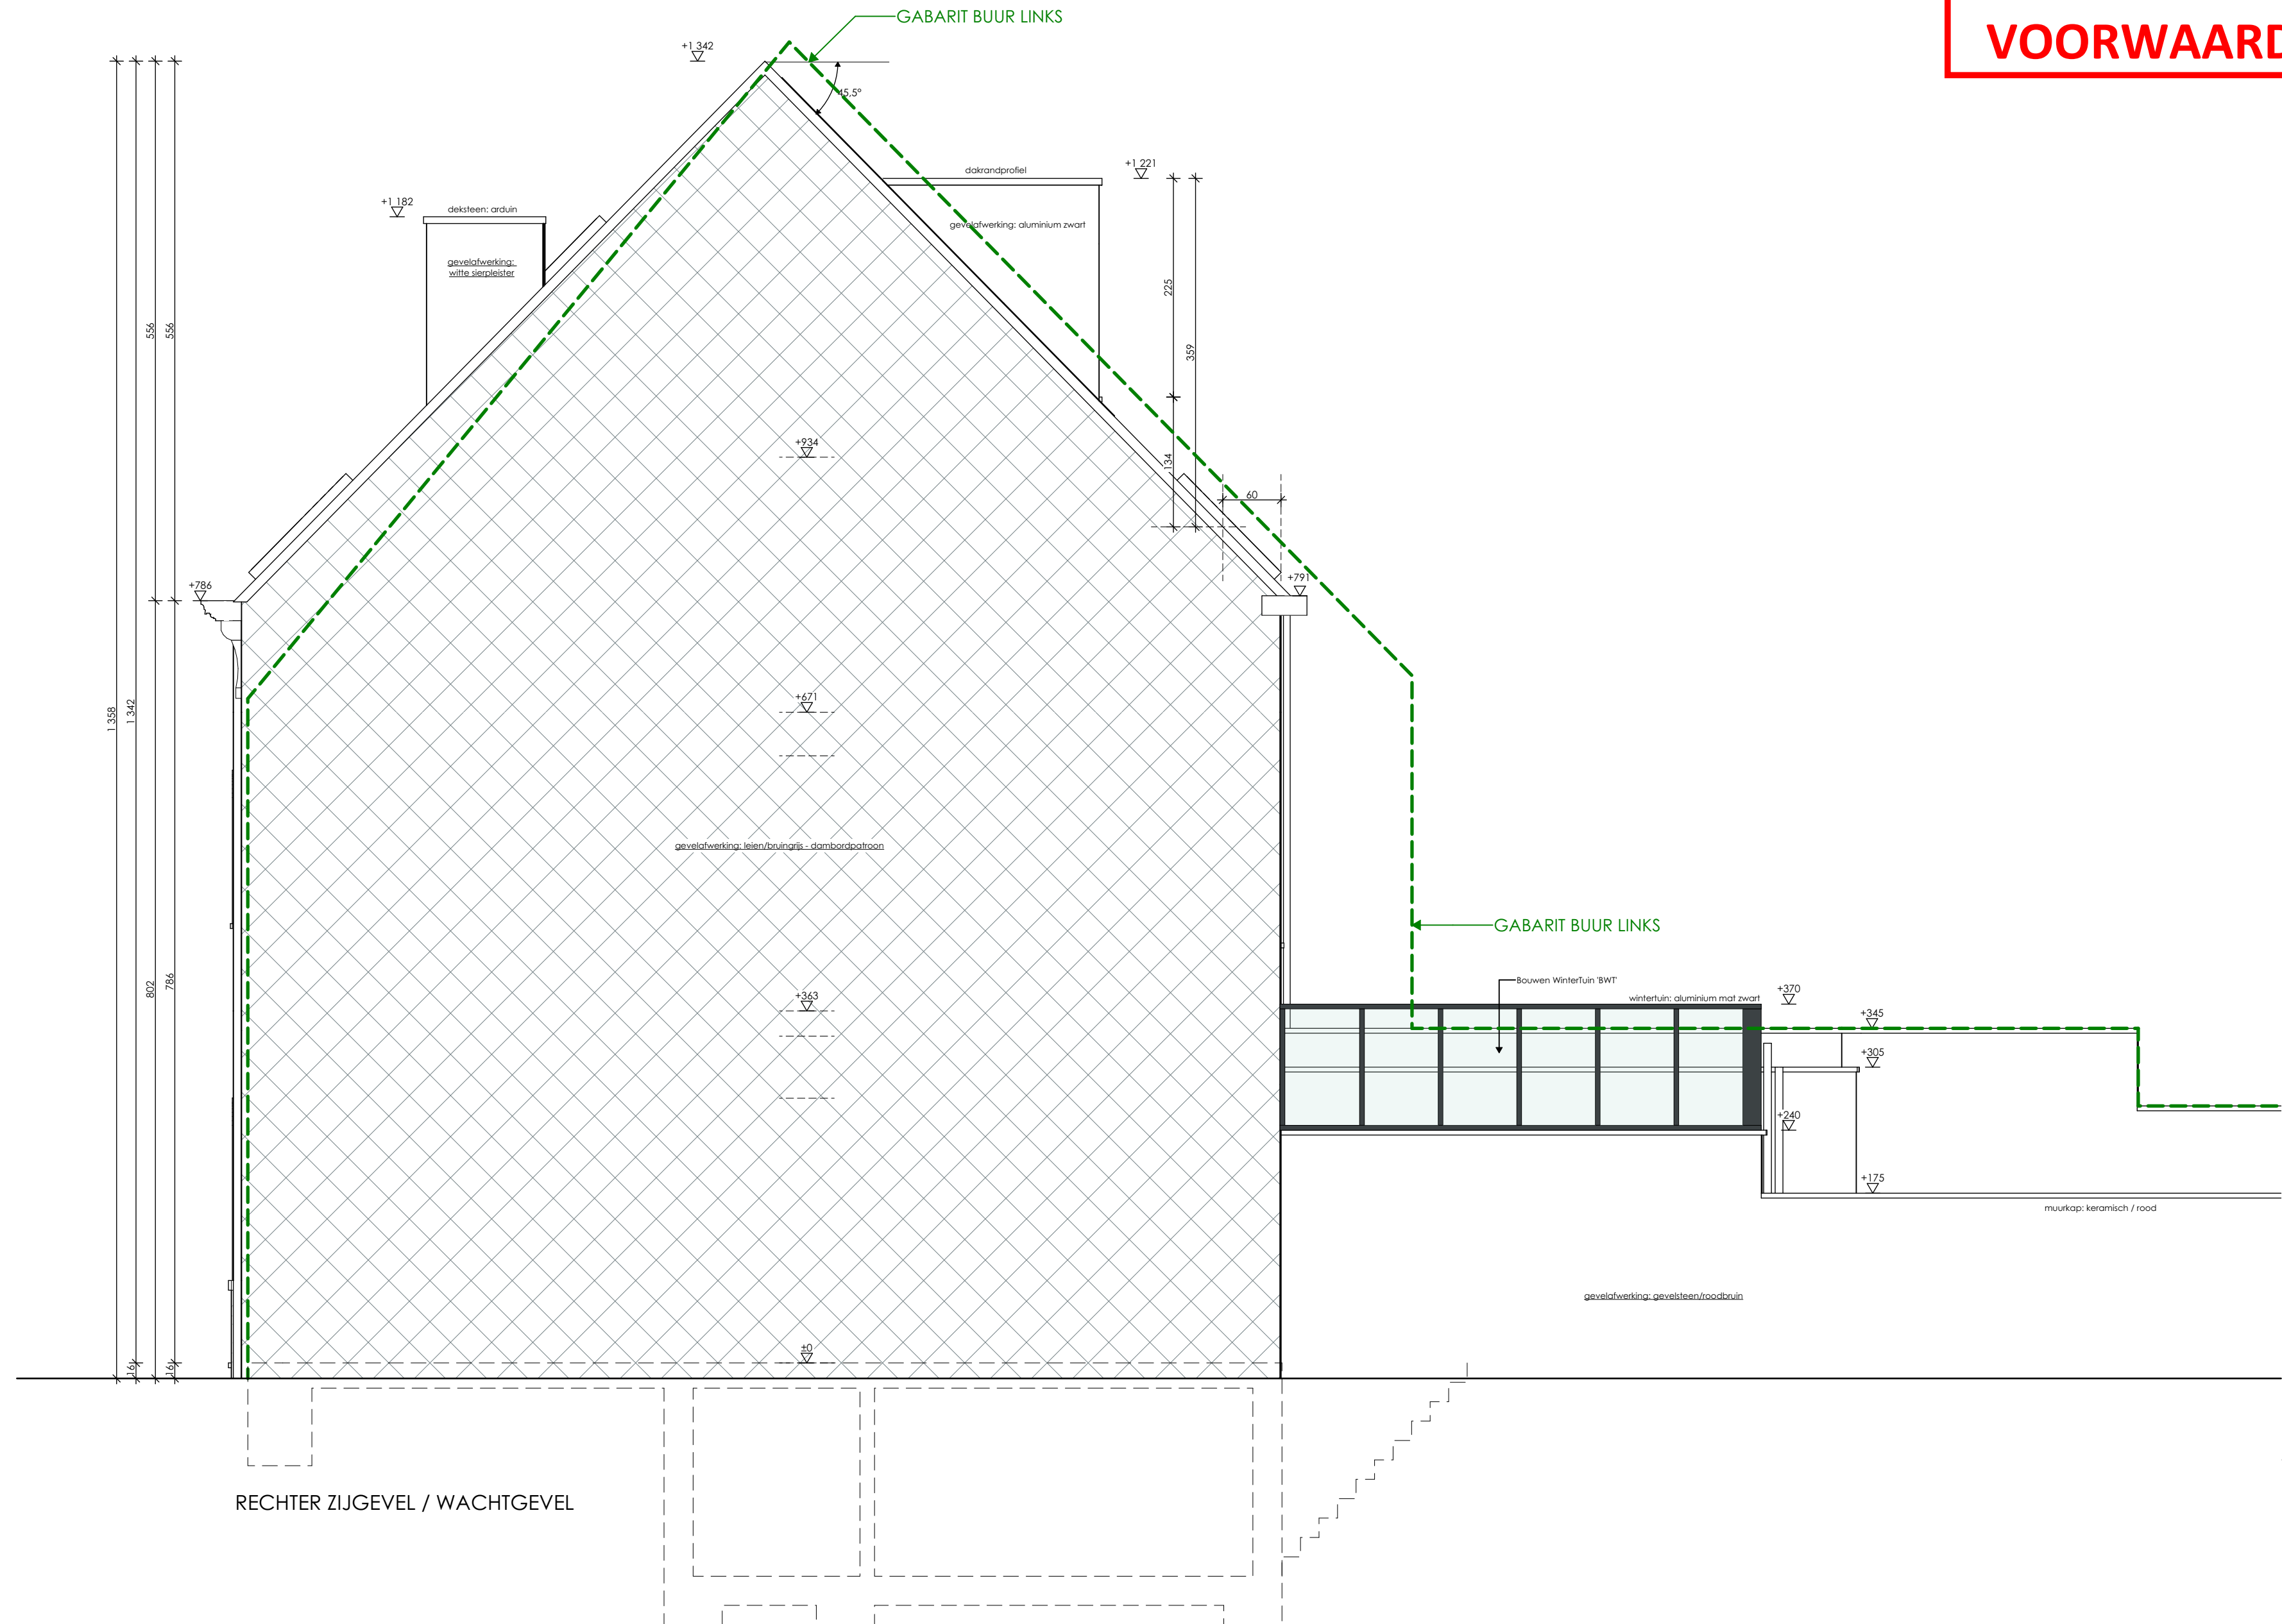 GABARIT BUUR LINKS
VOORWAARD
+1 342
45,5°
+1 221
dakrandprofiel
+1 182
deksteen: arduin
gevelafwerking: aluminium zwart
gevelafwerking:
witte sierpleister
225
556
556
359
+934
134
60
+786
+791
+671
1 358
1 342
gevelafwerking: leien/bruingrijs - dambordpatroon
GABARIT BUUR LINKS
Bouwen WinterTuin 'BWT'
802
786
+363
wintertuin: aluminium mat zwart
+370
+345
+305
+240
+175
muurkap: keramisch / rood
gevelafwerking: gevelsteen/roodbruin
±0
16
16
RECHTER ZIJGEVEL / WACHTGEVEL